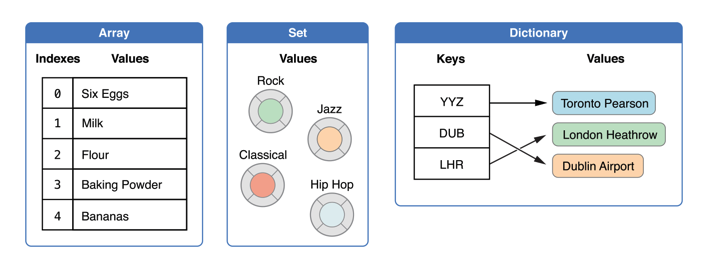 Array
Indexes Values
0 Six Eggs
1 Milk
2 Flour
3 Baking Powder
4 Bananas
Set
Values
Rock
Jazz
Classical
Hip Hop
Dictionary
Keys Values
YYZ Toronto Pearson
DUB London Heathrow
LHR Dublin Airport